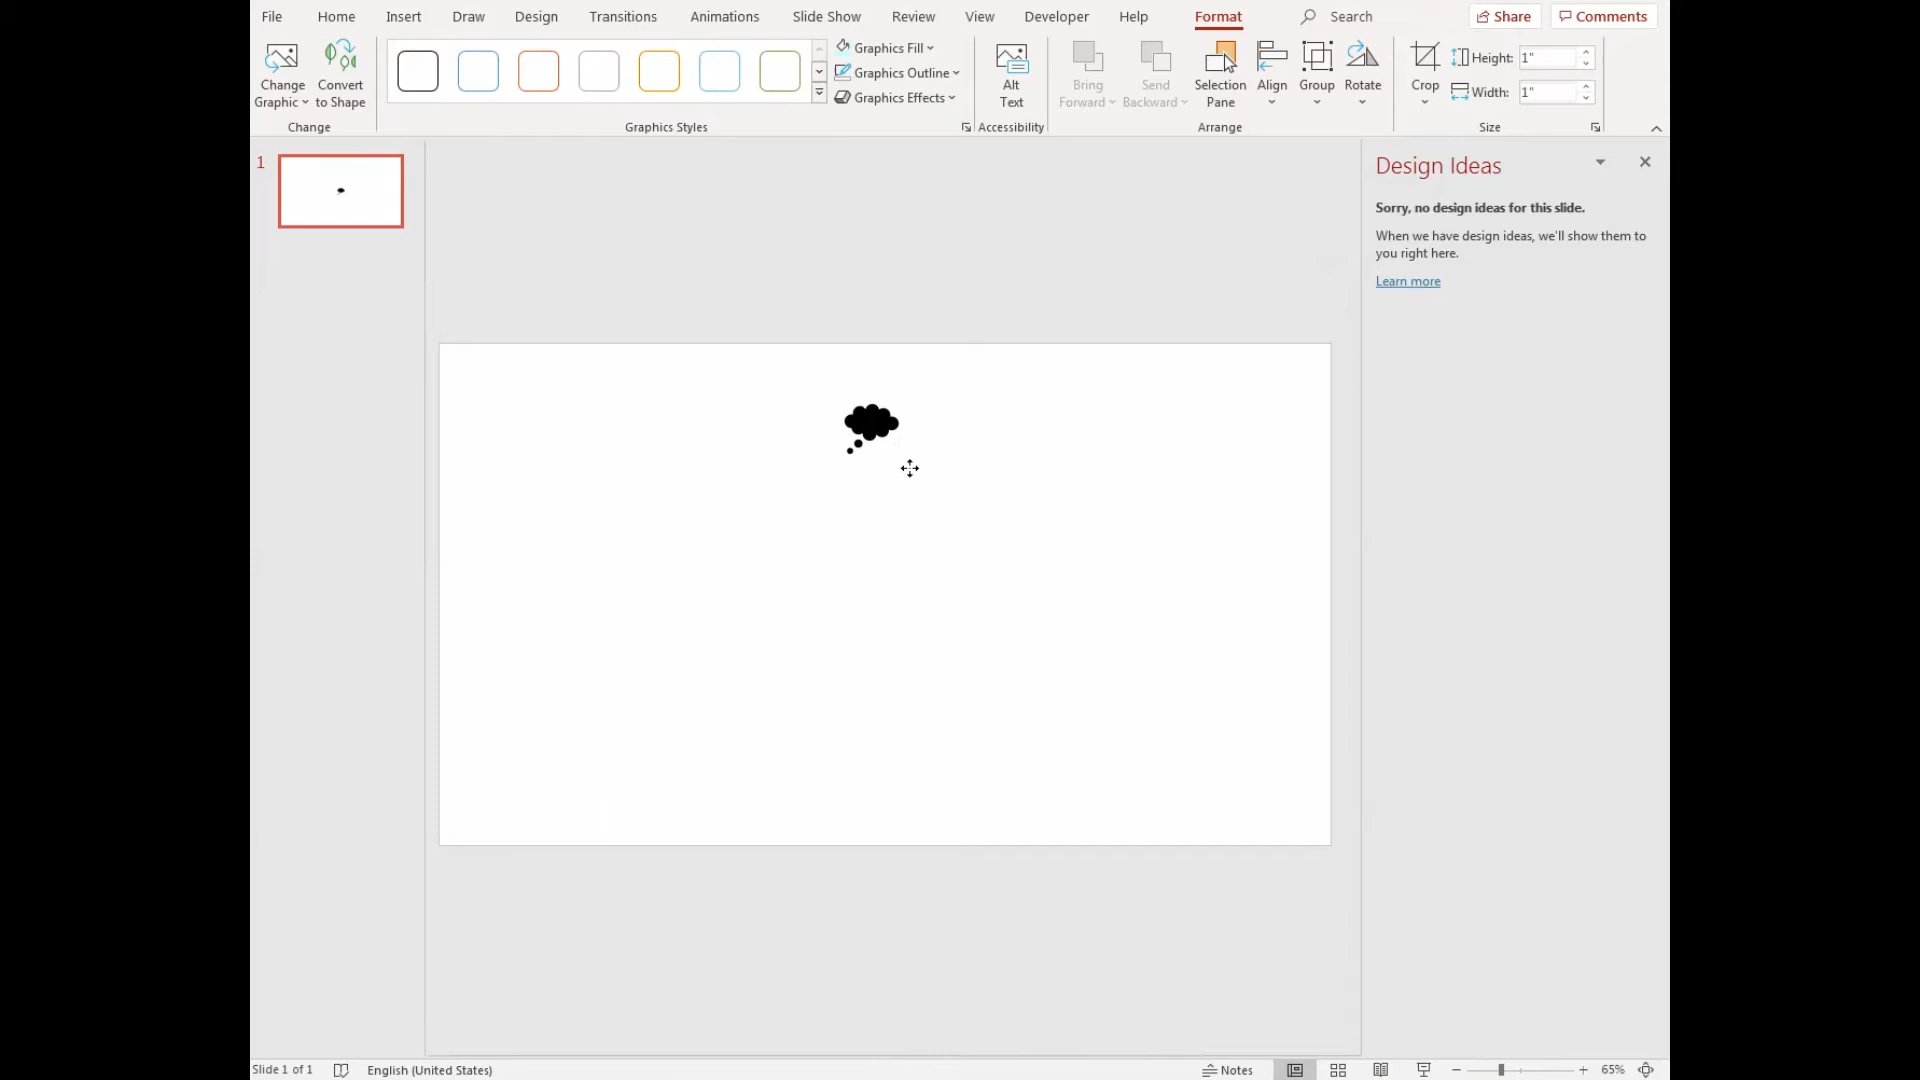 File Home Insert Draw Design Transitions Animations Slide Show Review View Developer Help Format Search Share Comments
Change Graphic
Convert to Shape
Change
Graphics Fill
Graphics Outline
Graphics Effects
Graphics Styles
Alt Text
Accessibility
Bring Forward
Send Backward
Selection Pane
Align
Group
Rotate
Arrange
Crop
Height: 1"
Width: 1"
Size
1
Design Ideas
Sorry, no design ideas for this slide.
When we have design ideas, we'll show them to
you right here.
Learn more
Slide 1 of 1 English (United States) Notes 65%